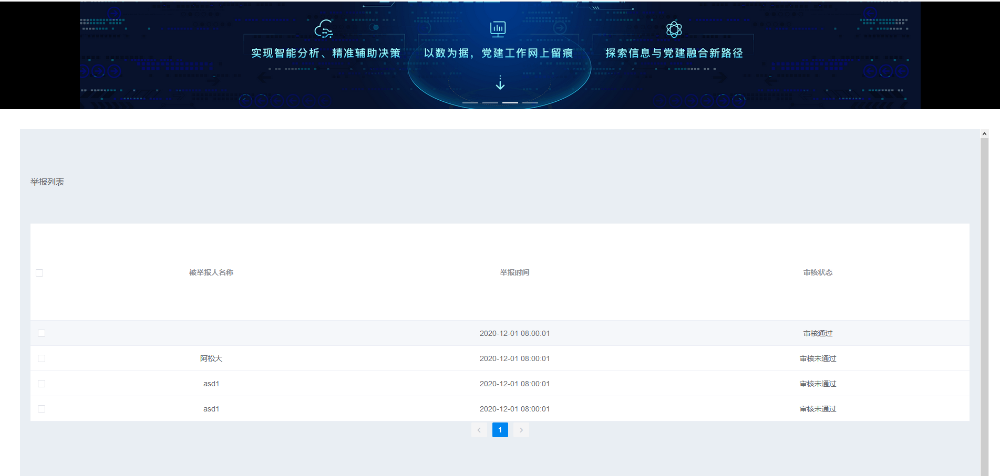 实现智能分析、精准辅助决策
以数为据，党建工作网上留痕
探索信息与党建融合新路径
举报列表
被举报人名称 举报时间 审核状态
2020-12-01 08:00:01 审核通过
阿松大 2020-12-01 08:00:01 审核未通过
asd1 2020-12-01 08:00:01 审核未通过
asd1 2020-12-01 08:00:01 审核未通过
1